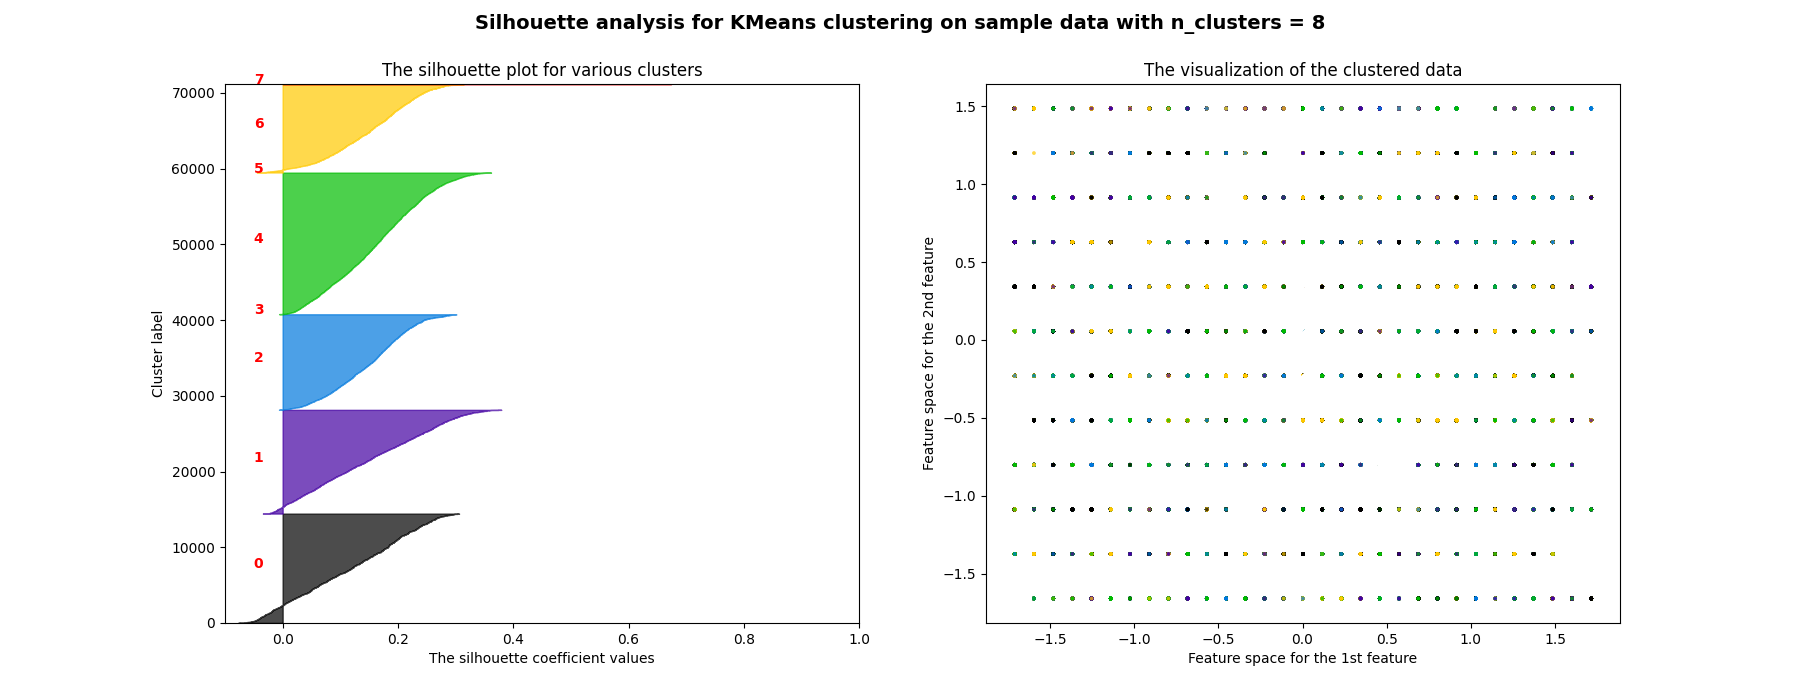 Silhouette analysis for KMeans clustering on sample data with n_clusters = 8
The silhouette plot for various clusters
7
6
5
4
3
2
1
0
70000
60000
50000
40000
30000
20000
10000
0
Cluster label
0.0 0.2 0.4 0.6 0.8 1.0
The silhouette coefficient values
The visualization of the clustered data
1.5
1.0
0.5
0.0
−0.5
−1.0
−1.5
Feature space for the 2nd feature
−1.5 −1.0 −0.5 0.0 0.5 1.0 1.5
Feature space for the 1st feature